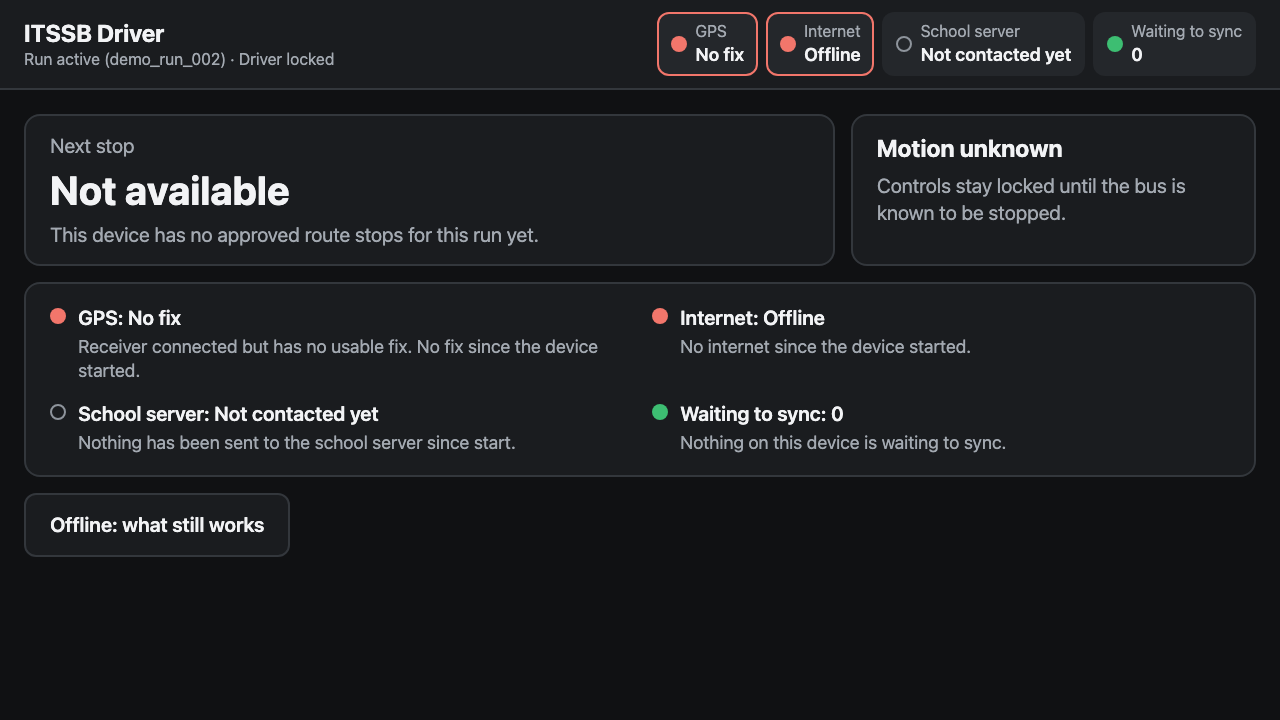 ITSSB Driver
Run active (demo_run_002) · Driver locked
GPS
No fix
Internet
Offline
School server
Not contacted yet
Waiting to sync
0
Next stop
Not available
This device has no approved route stops for this run yet.
Motion unknown
Controls stay locked until the bus is
known to be stopped.
GPS: No fix
Receiver connected but has no usable fix. No fix since the device
started.
Internet: Offline
No internet since the device started.
School server: Not contacted yet
Nothing has been sent to the school server since start.
Waiting to sync: 0
Nothing on this device is waiting to sync.
Offline: what still works